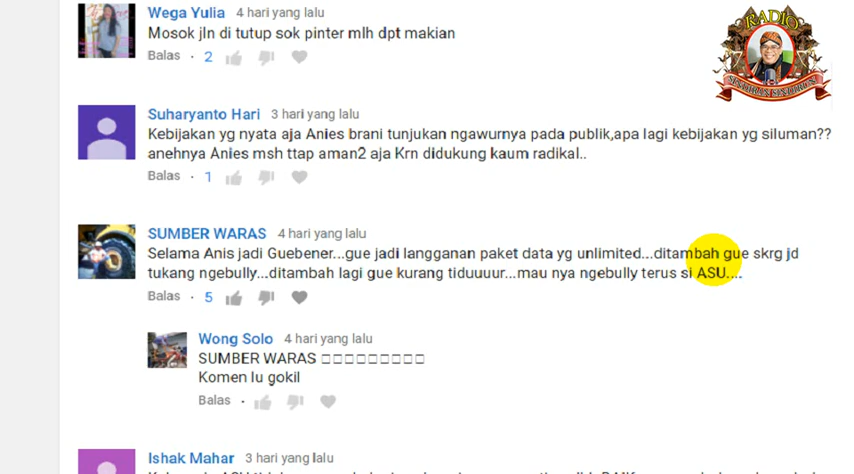 RADIO
Wega Yulia 4 hari yang lalu
Mosok jln di tutup sok pinter mlh dpt makian
Balas · 2
Suharyanto Hari 3 hari yang lalu
Kebijakan yg nyata aja Anies brani tunjukan ngawurnya pada publik,apa lagi kebijakan yg siluman??
anehnya Anies msh ttap aman2 aja Krn didukung kaum radikal..
Balas · 1
SUMBER WARAS 4 hari yang lalu
Selama Anis jadi Guebener...gue jadi langganan paket data yg unlimited...ditambah gue skrg jd
tukang ngebully...ditambah lagi gue kurang tiduuuur...mau nya ngebully terus si ASU....
Balas · 5
Wong Solo 4 hari yang lalu
SUMBER WARAS □□□□□□□□□
Komen lu gokil
Balas ·
Ishak Mahar 3 hari yang lalu